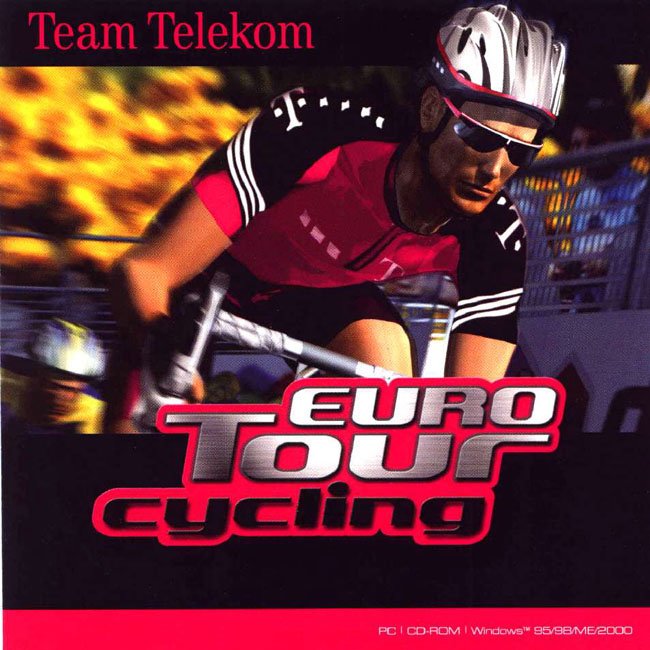 Team Telekom
T
T
T
EURO
Tour
cycling
PC | CD-ROM | Windows™ 95/98/ME/2000